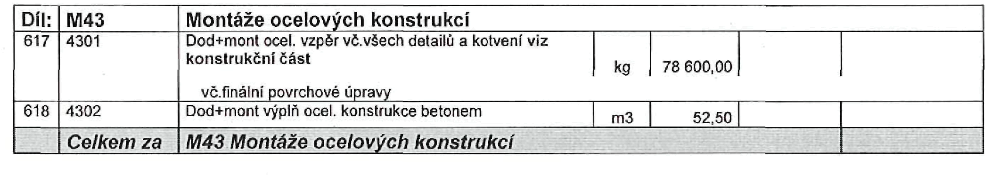 Díl: M43 Montáže ocelových konstrukcí
617 4301 Dod+mont ocel. vzpěr vč.všech detailů a kotvení viz
konstrukční část kg 78 600,00
vč.finální povrchové úpravy
618 4302 Dod+mont výplň ocel. konstrukce betonem m3 52,50
Celkem za M43 Montáže ocelových konstrukcí